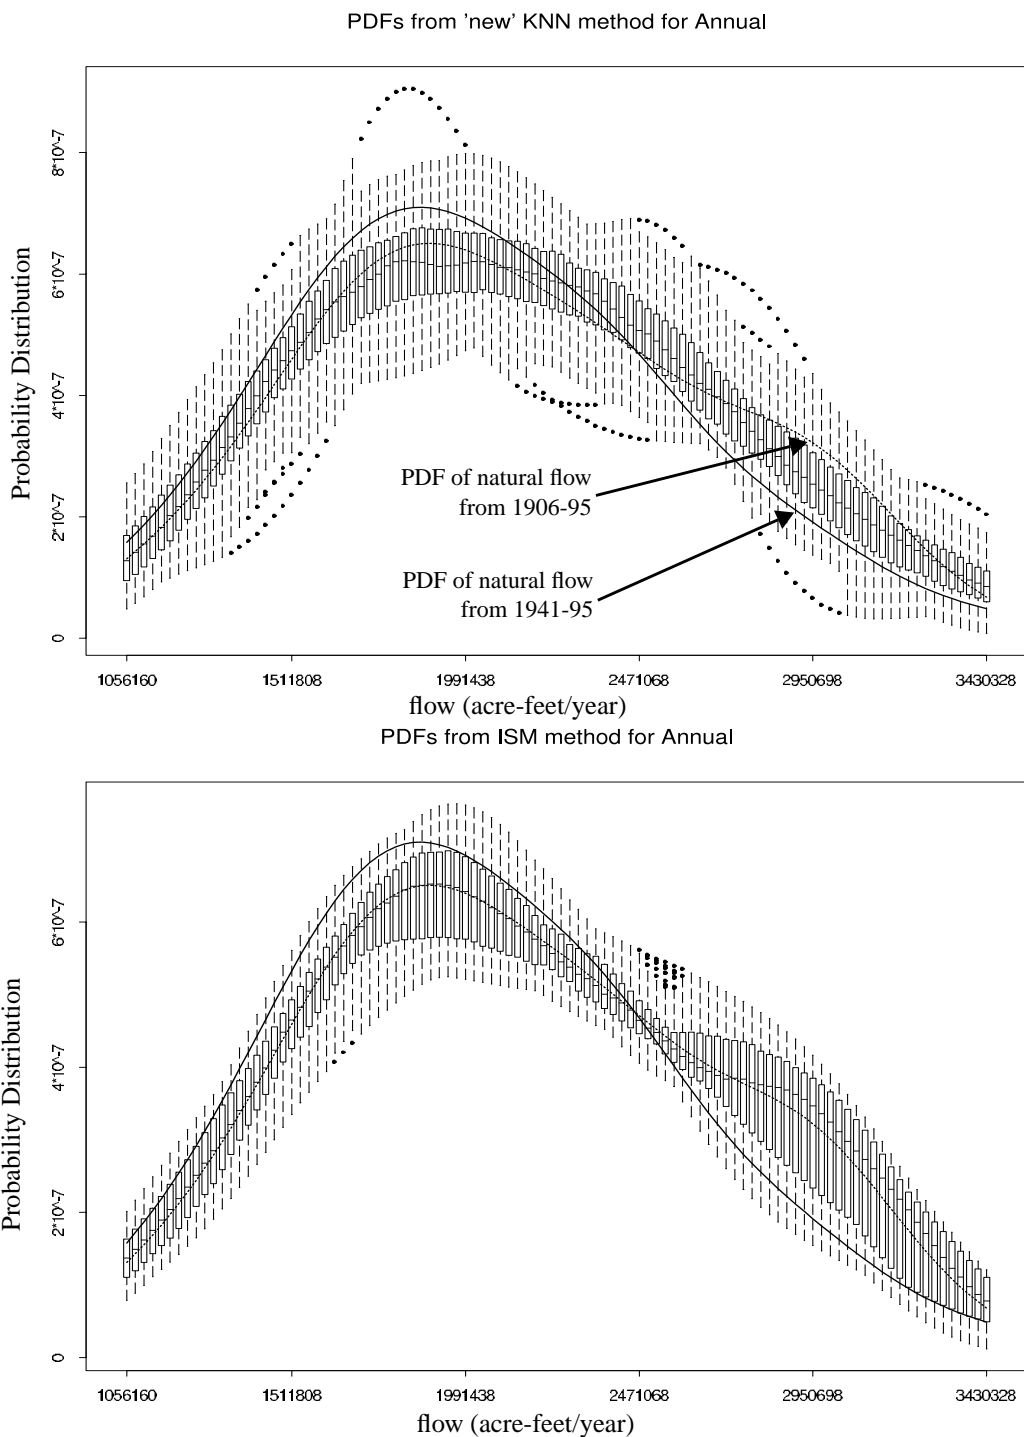 PDFs from 'new' KNN method for Annual
Probability Distribution
8*10^-7
6*10^-7
4*10^-7
2*10^-7
0
PDF of natural flow
from 1906-95
PDF of natural flow
from 1941-95
1056160 1511808 1991438 2471068 2950698 3430328
flow (acre-feet/year)
PDFs from ISM method for Annual
Probability Distribution
6*10^-7
4*10^-7
2*10^-7
0
1056160 1511808 1991438 2471068 2950698 3430328
flow (acre-feet/year)